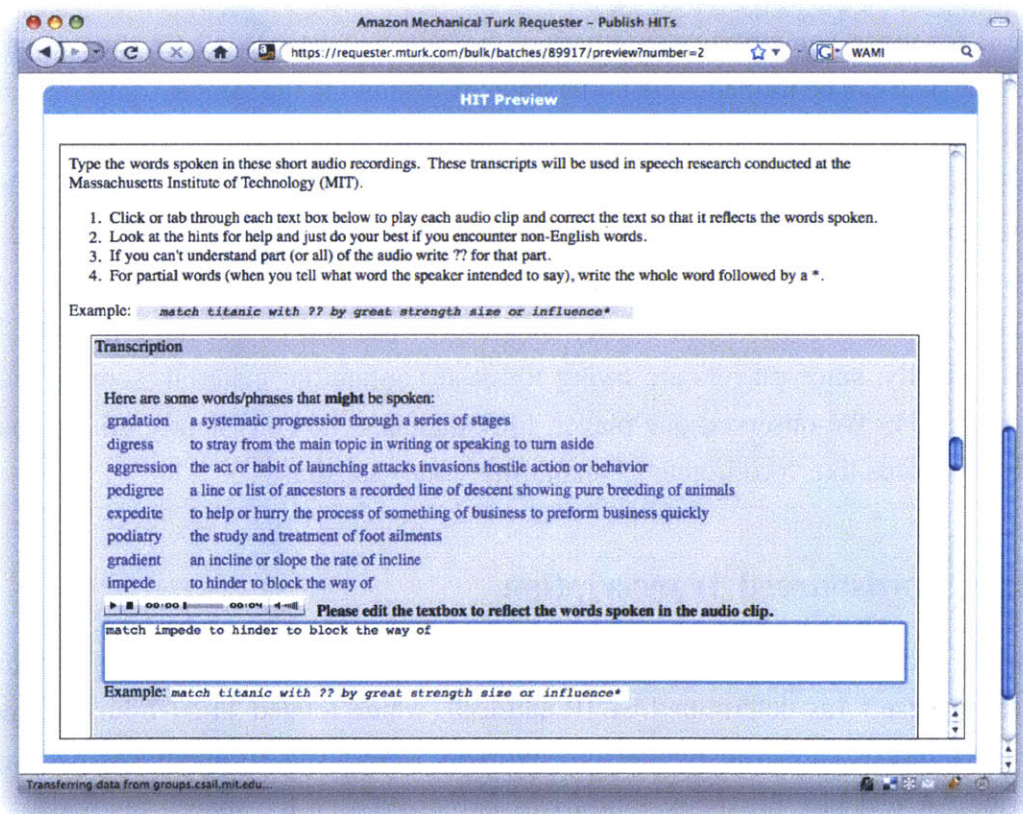 Amazon Mechanical Turk Requester – Publish HITs
https://requester.mturk.com/bulk/batches/89917/preview?number=2
G
WAMI
HIT Preview
Type the words spoken in these short audio recordings. These transcripts will be used in speech research conducted at the
Massachusetts Institute of Technology (MIT).
1. Click or tab through each text box below to play each audio clip and correct the text so that it reflects the words spoken.
2. Look at the hints for help and just do your best if you encounter non-English words.
3. If you can't understand part (or all) of the audio write ?? for that part.
4. For partial words (when you tell what word the speaker intended to say), write the whole word followed by a *.
Example: match titanic with ?? by great strength size or influence*
Transcription
Here are some words/phrases that might be spoken:
gradation a systematic progression through a series of stages
digress to stray from the main topic in writing or speaking to turn aside
aggression the act or habit of launching attacks invasions hostile action or behavior
pedigree a line or list of ancestors a recorded line of descent showing pure breeding of animals
expedite to help or hurry the process of something of business to preform business quickly
podiatry the study and treatment of foot ailments
gradient an incline or slope the rate of incline
impede to hinder to block the way of
00:00 00:04 Please edit the textbox to reflect the words spoken in the audio clip.
match impede to hinder to block the way of
Example: match titanic with ?? by great strength size or influence*
Transferring data from groups.csail.mit.edu...